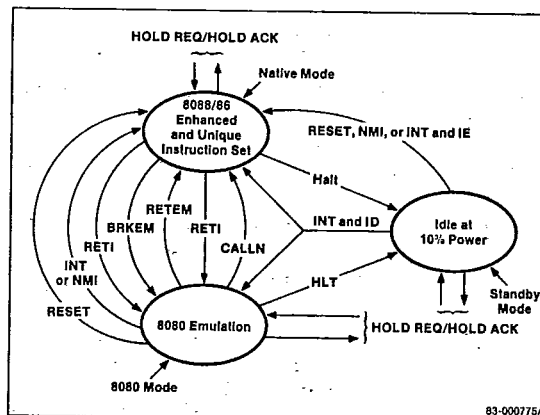 HOLD REQ/HOLD ACK
Native Mode
8088/86
Enhanced
and Unique
Instruction Set
RESET, NMI, or INT and IE
Halt
RETEM
BRKEM
RETI
INT and ID
Idle at
10% Power
RETI
CALLN
INT
or NMI
HLT
RESET
Standby
Mode
8080 Emulation
HOLD REQ/HOLD ACK
8080 Mode
83-000775A